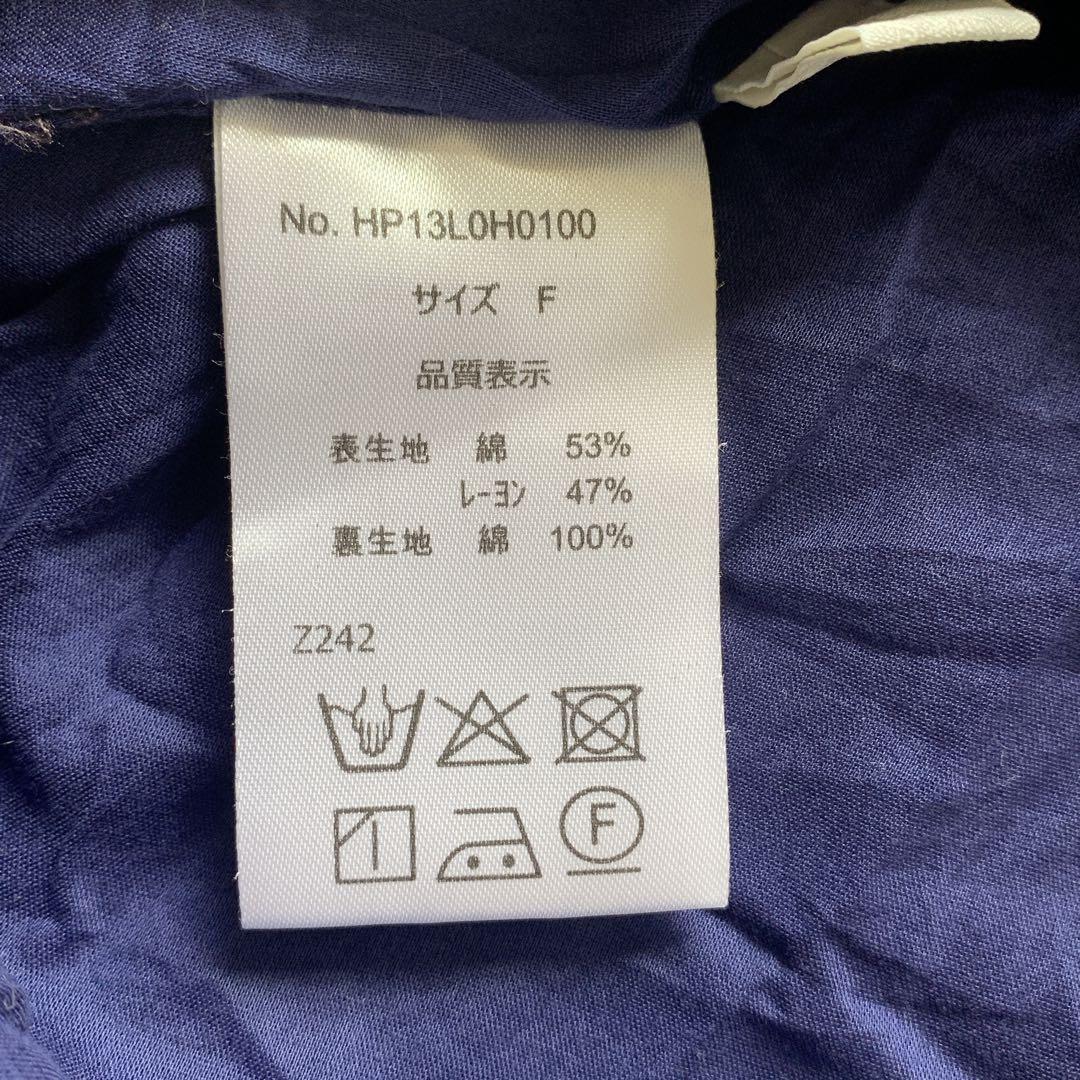 No. HP13L0H0100
サイズ F
品質表示
表生地 綿 53%
レーヨン 47%
裏生地 綿 100%
Z242
F